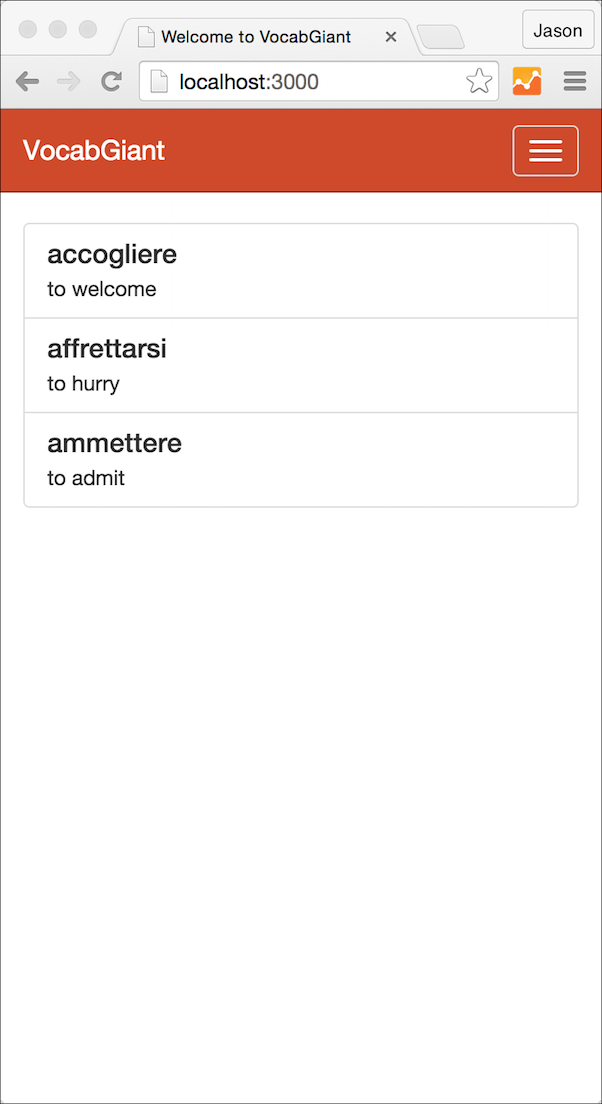 Jason
Welcome to VocabGiant
localhost:3000
VocabGiant
accogliere
to welcome
affrettarsi
to hurry
ammettere
to admit